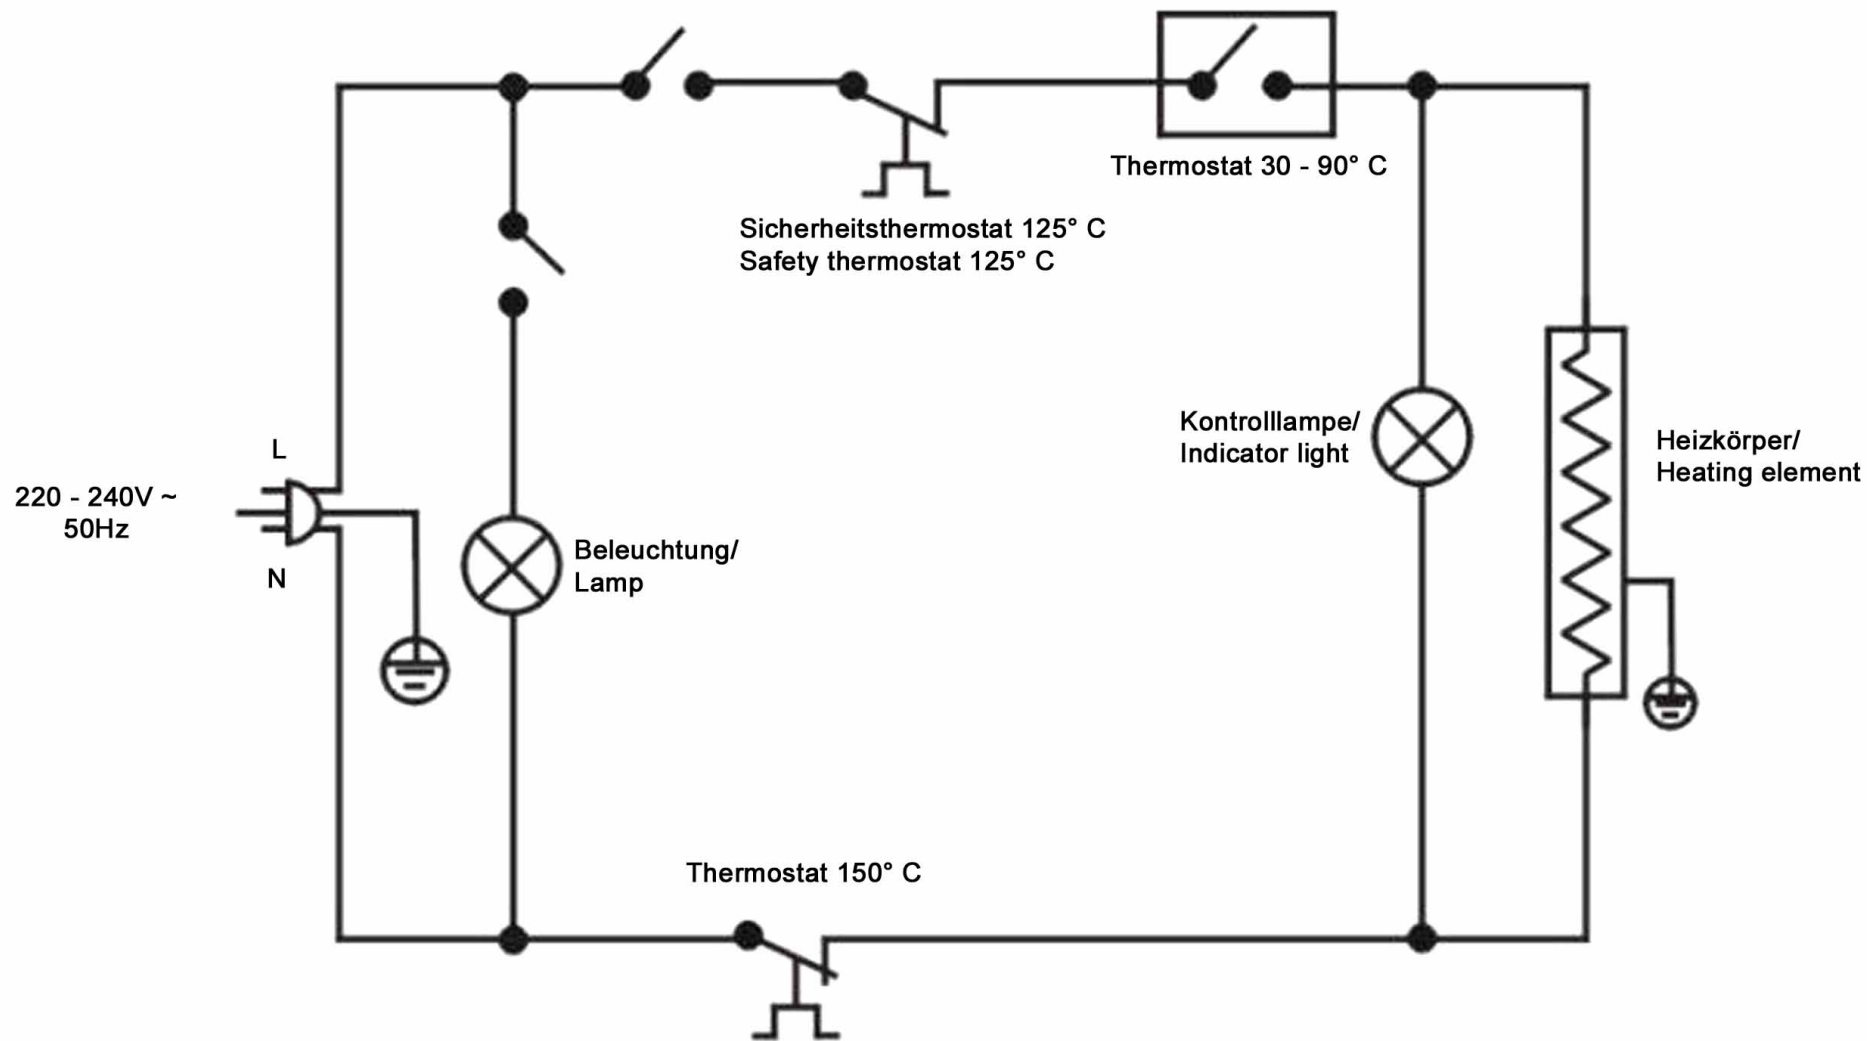 Thermostat 30 - 90° C
Sicherheitsthermostat 125° C
Safety thermostat 125° C
L
220 - 240V ~
50Hz
N
Beleuchtung/
Lamp
Kontrolllampe/
Indicator light
Heizkörper/
Heating element
Thermostat 150° C